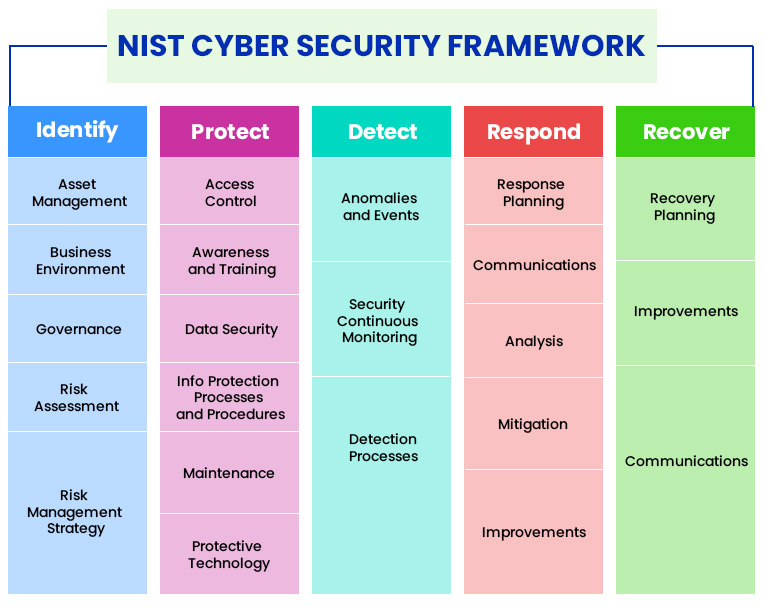 NIST CYBER SECURITY FRAMEWORK
Identify
Asset
Management
Business
Environment
Governance
Risk
Assessment
Risk
Management
Strategy
Protect
Access
Control
Awareness
and Training
Data Security
Info Protection
Processes
and Procedures
Maintenance
Protective
Technology
Detect
Anomalies
and Events
Security
Continuous
Monitoring
Detection
Processes
Respond
Response
Planning
Communications
Analysis
Mitigation
Improvements
Recover
Recovery
Planning
Improvements
Communications